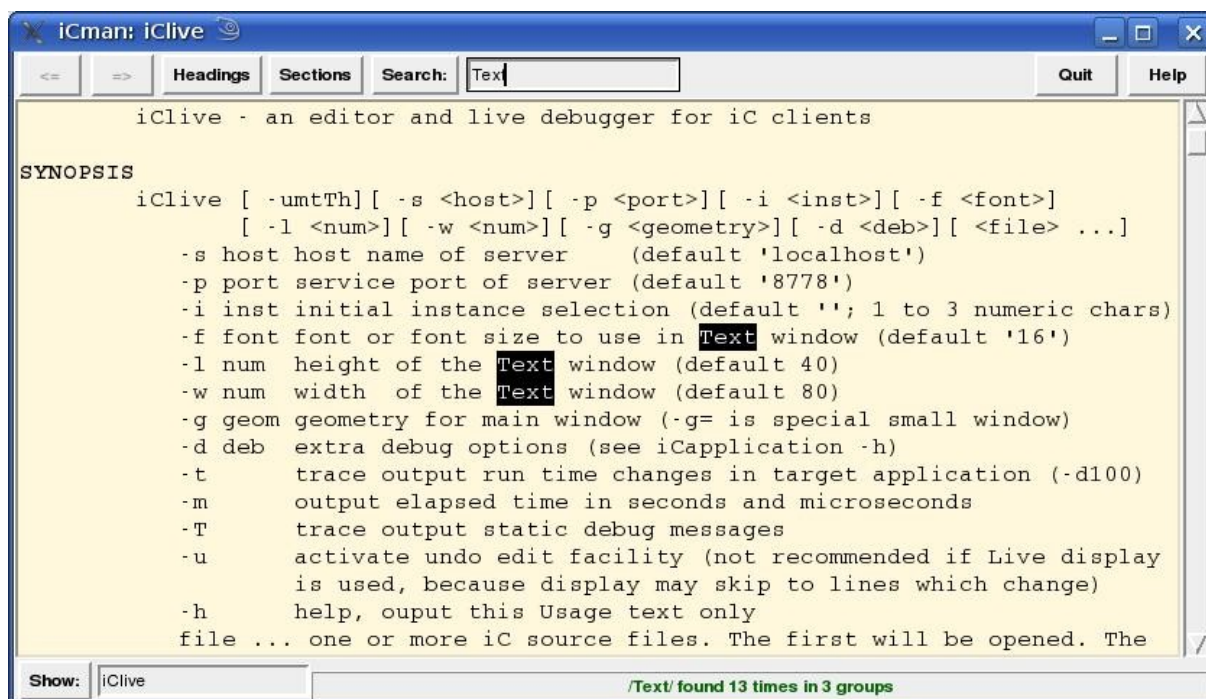 iCman: iClive
<= => Headings Sections Search: Text Quit Help
iClive - an editor and live debugger for iC clients
SYNOPSIS
iClive [ -umtTh][ -s <host>][ -p <port>][ -i <inst>][ -f <font>]
[ -l <num>][ -w <num>][ -g <geometry>][ -d <deb>][ <file> ...]
-s host host name of server (default 'localhost')
-p port service port of server (default '8778')
-i inst initial instance selection (default ''; 1 to 3 numeric chars)
-f font font or font size to use in Text window (default '16')
-l num height of the Text window (default 40)
-w num width of the Text window (default 80)
-g geom geometry for main window (-g= is special small window)
-d deb extra debug options (see iCapplication -h)
-t trace output run time changes in target application (-d100)
-m output elapsed time in seconds and microseconds
-T trace output static debug messages
-u activate undo edit facility (not recommended if Live display
is used, because display may skip to lines which change)
-h help, ouput this Usage text only
file ... one or more iC source files. The first will be opened. The
Show: iClive /Text/ found 13 times in 3 groups